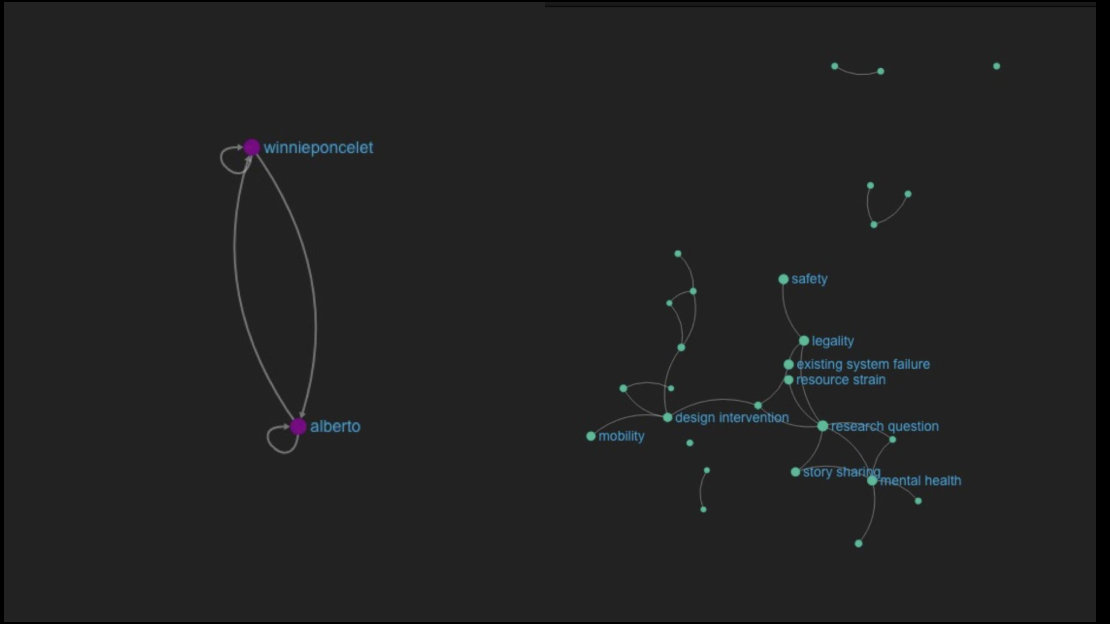 winnieponcelet
alberto
safety
legality
existing system failure
resource strain
design intervention
research question
mobility
story sharing
mental health